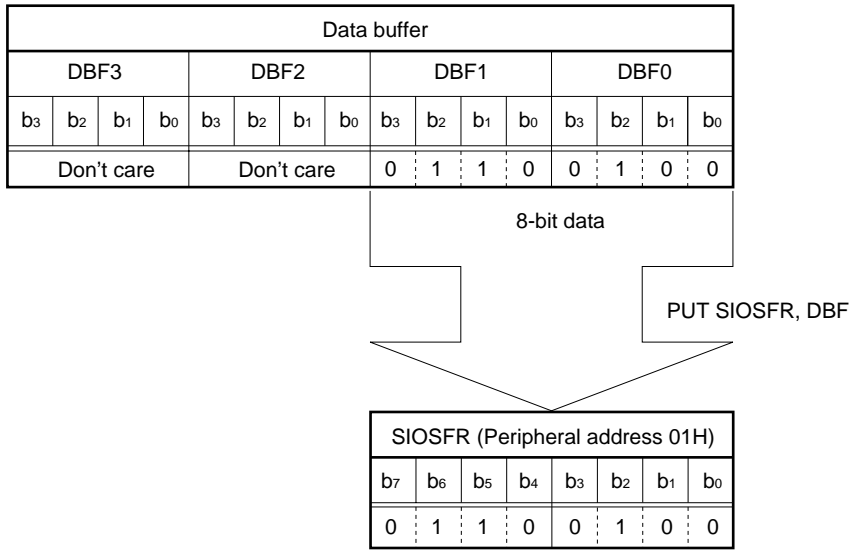 Data buffer
DBF3 DBF2 DBF1 DBF0
b3 b2 b1 b0 b3 b2 b1 b0 b3 b2 b1 b0 b3 b2 b1 b0
Don't care Don't care 0 1 1 0 0 1 0 0
8-bit data
PUT SIOSFR, DBF
SIOSFR (Peripheral address 01H)
b7 b6 b5 b4 b3 b2 b1 b0
0 1 1 0 0 1 0 0